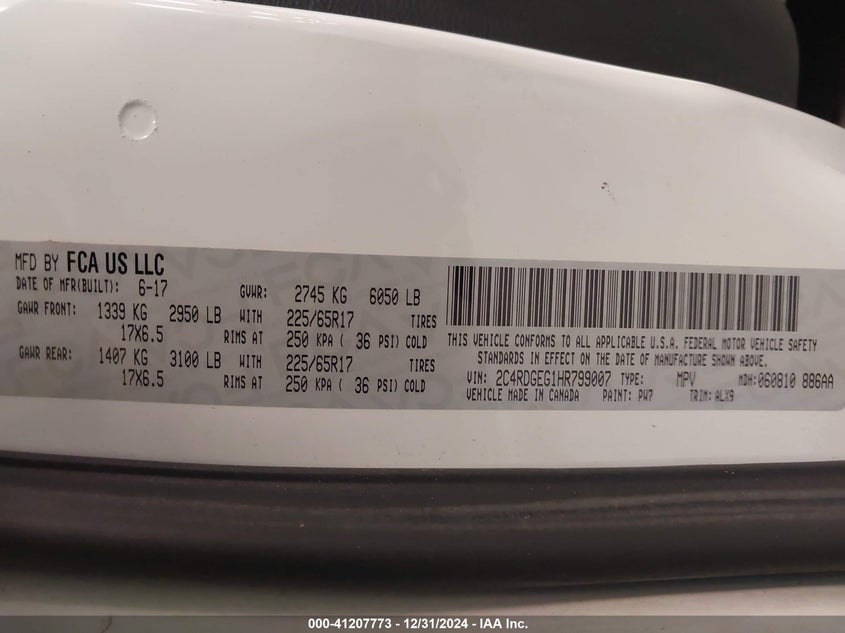 MFD BY FCA US LLC
DATE OF MFR(BUILT): 6-17 GVWR: 2745 KG 6050 LB
GAWR FRONT: 1339 KG 2950 LB WITH 225/65R17 TIRES
17X6.5 RIMS AT 250 KPA ( 36 PSI) COLD
GAWR REAR: 1407 KG 3100 LB WITH 225/65R17 TIRES
17X6.5 RIMS AT 250 KPA ( 36 PSI) COLD
THIS VEHICLE CONFORMS TO ALL APPLICABLE U.S.A. FEDERAL MOTOR VEHICLE SAFETY
STANDARDS IN EFFECT ON THE DATE OF MANUFACTURE SHOWN ABOVE.
VIN: 2C4RDGEG1HR799007 TYPE: MPV MDH:060810 886AA
VEHICLE MADE IN CANADA PAINT: PW7 TRIM: ALX9
000-41207773 - 12/31/2024 - IAA Inc.